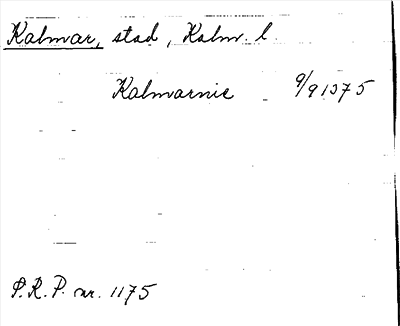 Kalmar, stad, Kalm. l.
Kalmarnie 9/9 1375
P.R.P. nr. 1175